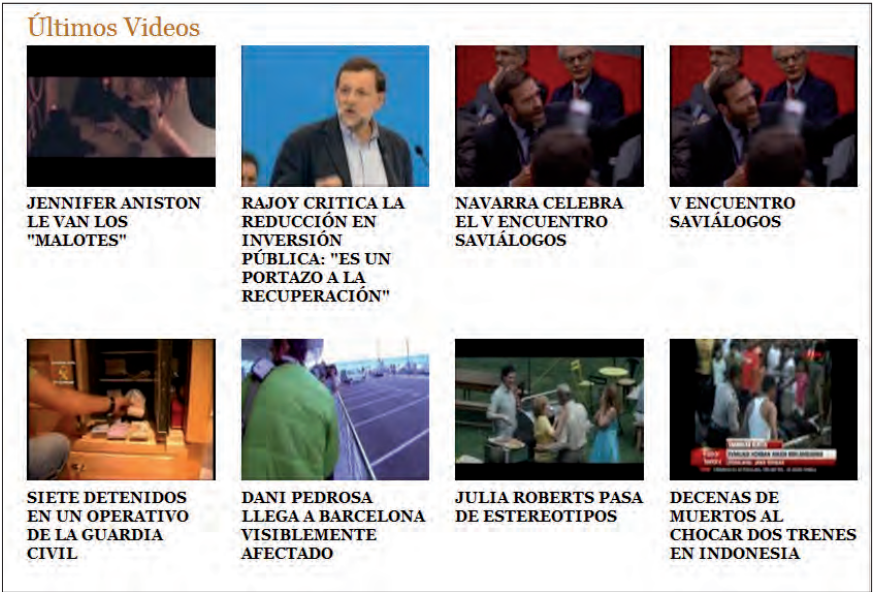 Últimos Videos
JENNIFER ANISTON
LE VAN LOS
"MALOTES"
RAJOY CRITICA LA
REDUCCIÓN EN
INVERSIÓN
PÚBLICA: "ES UN
PORTAZO A LA
RECUPERACIÓN"
NAVARRA CELEBRA
EL V ENCUENTRO
SAVIÁLOGOS
V ENCUENTRO
SAVIÁLOGOS
SIETE DETENIDOS
EN UN OPERATIVO
DE LA GUARDIA
CIVIL
DANI PEDROSA
LLEGA A BARCELONA
VISIBLEMENTE
AFECTADO
JULIA ROBERTS PASA
DE ESTEREOTIPOS
DECENAS DE
MUERTOS AL
CHOCAR DOS TRENES
EN INDONESIA